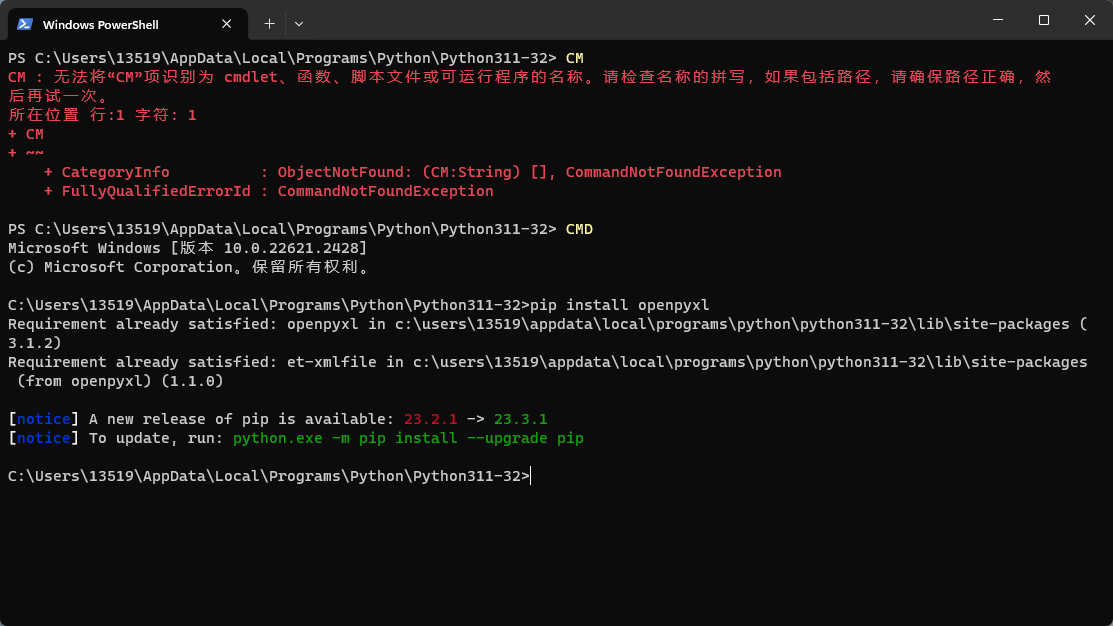 Windows PowerShell
PS C:\Users\13519\AppData\Local\Programs\Python\Python311-32> CM
CM : 无法将“CM”项识别为 cmdlet、函数、脚本文件或可运行程序的名称。请检查名称的拼写，如果包括路径，请确保路径正确，然
后再试一次。
所在位置 行:1 字符: 1
+ CM
+ ~~
    + CategoryInfo          : ObjectNotFound: (CM:String) [], CommandNotFoundException
    + FullyQualifiedErrorId : CommandNotFoundException
PS C:\Users\13519\AppData\Local\Programs\Python\Python311-32> CMD
Microsoft Windows [版本 10.0.22621.2428]
(c) Microsoft Corporation。保留所有权利。
C:\Users\13519\AppData\Local\Programs\Python\Python311-32>pip install openpyxl
Requirement already satisfied: openpyxl in c:\users\13519\appdata\local\programs\python\python311-32\lib\site-packages (
3.1.2)
Requirement already satisfied: et-xmlfile in c:\users\13519\appdata\local\programs\python\python311-32\lib\site-packages
 (from openpyxl) (1.1.0)
[notice] A new release of pip is available: 23.2.1 -> 23.3.1
[notice] To update, run: python.exe -m pip install --upgrade pip
C:\Users\13519\AppData\Local\Programs\Python\Python311-32>